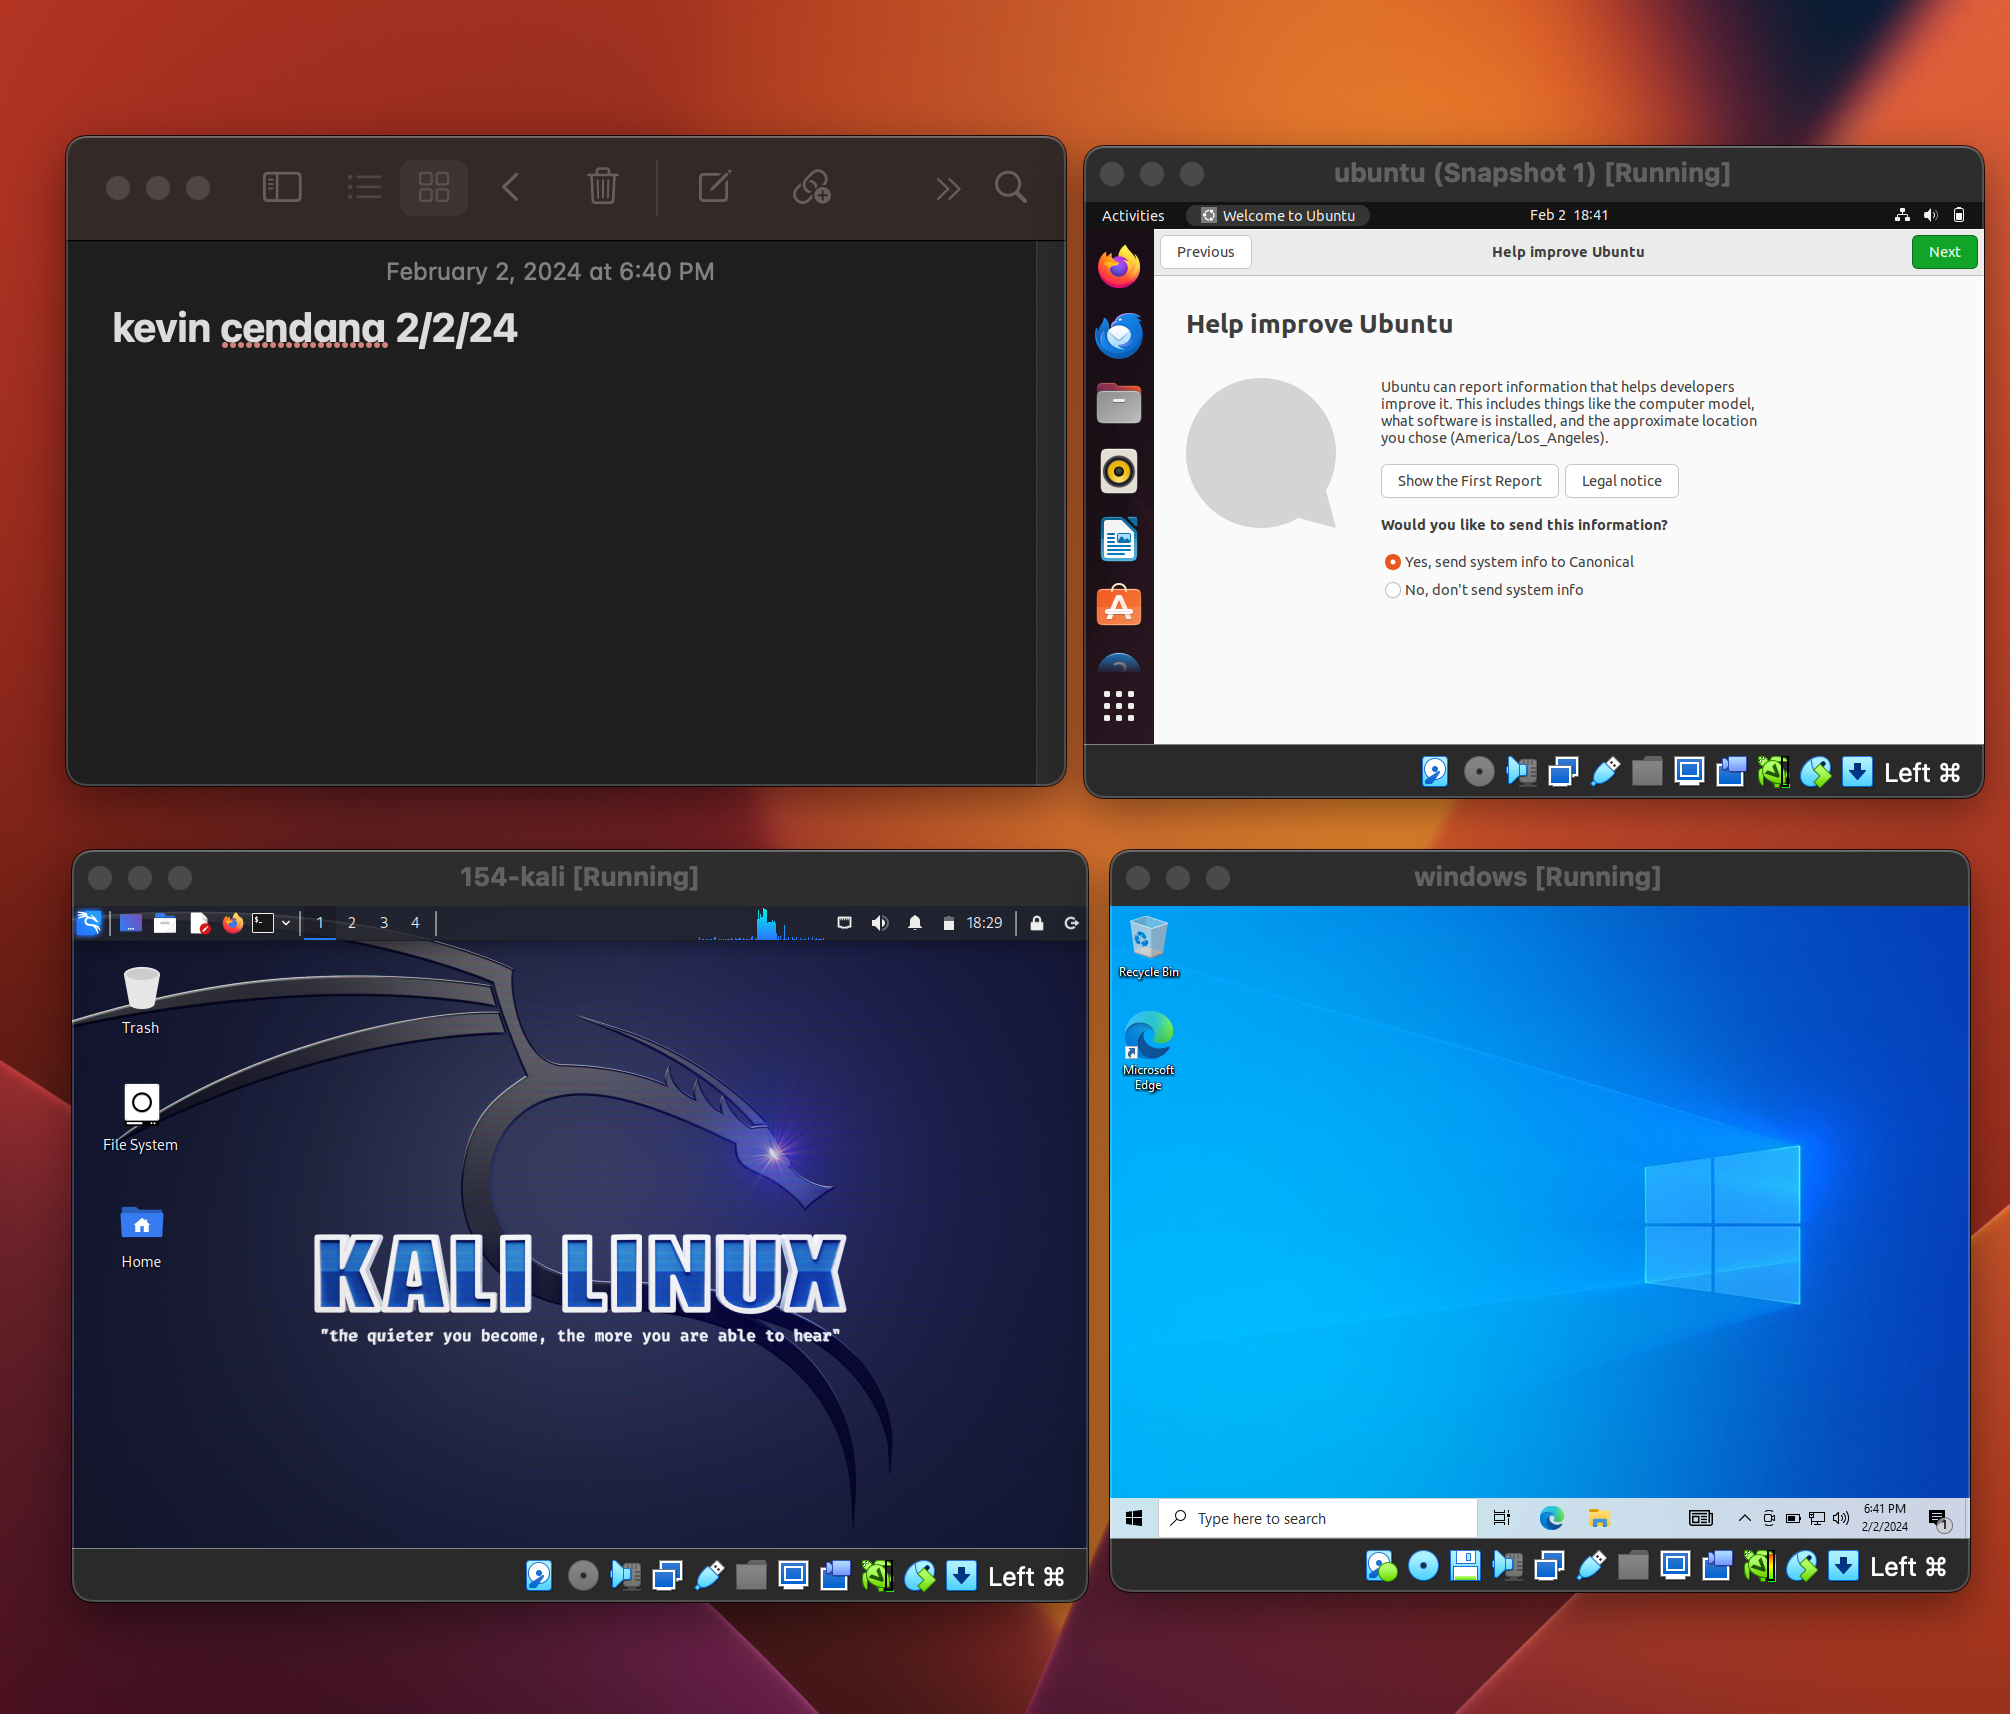 February 2, 2024 at 6:40 PM
kevin cendana 2/2/24
ubuntu (Snapshot 1) [Running]
Activities
Welcome to Ubuntu
Feb 2 18:41
Previous
Help improve Ubuntu
Next
Help improve Ubuntu
Ubuntu can report information that helps developers
improve it. This includes things like the computer model,
what software is installed, and the approximate location
you chose (America/Los_Angeles).
Show the First Report
Legal notice
Would you like to send this information?
Yes, send system info to Canonical
No, don't send system info
Left ⌘
154-kali [Running]
1 2 3 4
18:29
Trash
File System
Home
KALI LINUX
"the quieter you become, the more you are able to hear"
Left ⌘
windows [Running]
Recycle Bin
Microsoft
Edge
Type here to search
6:41 PM
2/2/2024
1
Left ⌘